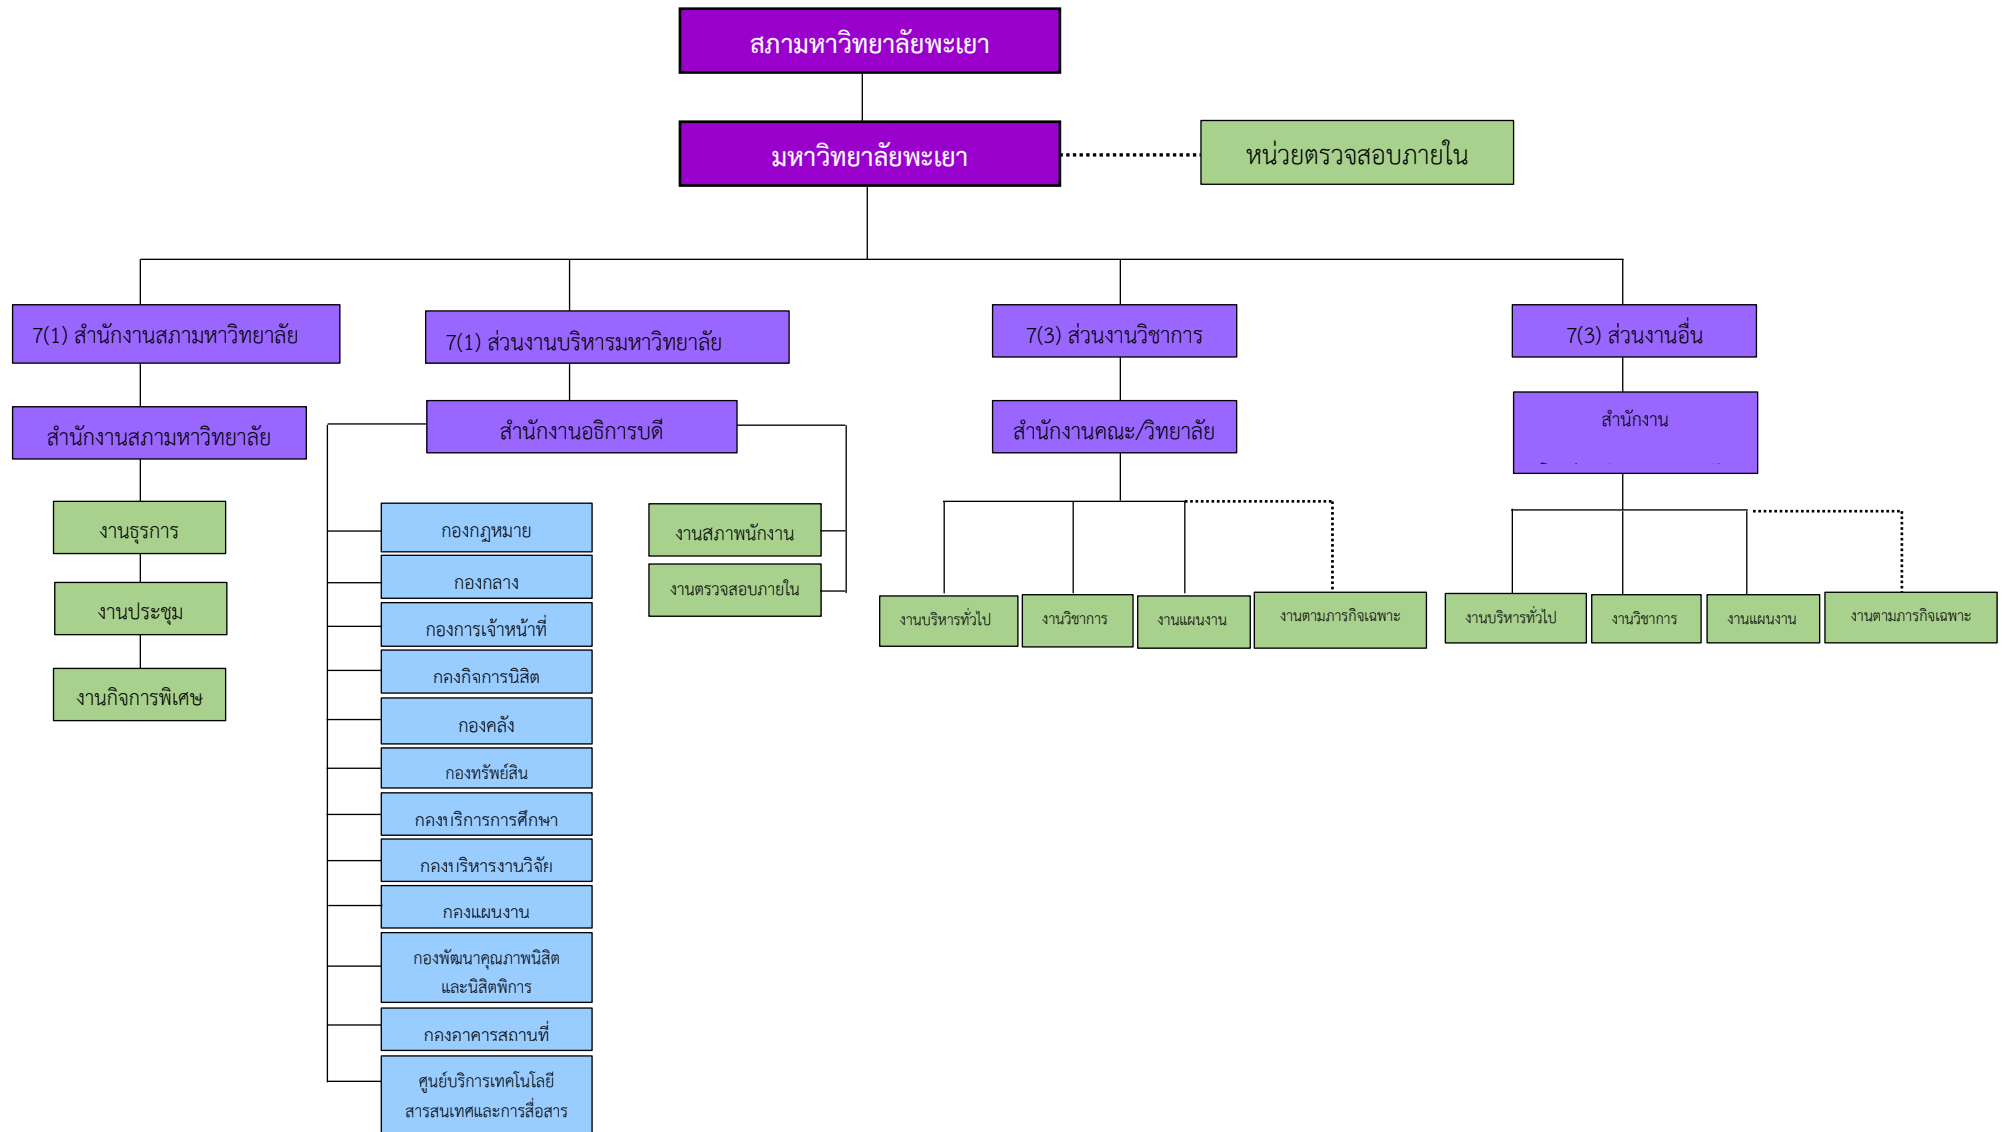 สภามหาวิทยาลัยพะเยา
มหาวิทยาลัยพะเยา
หน่วยตรวจสอบภายใน
7(1) สำนักงานสภามหาวิทยาลัย
7(1) ส่วนงานบริหารมหาวิทยาลัย
7(3) ส่วนงานวิชาการ
7(3) ส่วนงานอื่น
สำนักงานสภามหาวิทยาลัย
สำนักงานอธิการบดี
สำนักงานคณะ/วิทยาลัย
สำนักงาน
งานธุรการ
งานประชุม
งานกิจการพิเศษ
กองกฎหมาย
กองกลาง
กองการเจ้าหน้าที่
กองกิจการนิสิต
กองคลัง
กองทรัพย์สิน
กองบริการการศึกษา
กองบริหารงานวิจัย
กองแผนงาน
กองพัฒนาคุณภาพนิสิต
และนิสิตพิการ
กองอาคารสถานที่
ศูนย์บริการเทคโนโลยี
สารสนเทศและการสื่อสาร
งานสภาพนักงาน
งานตรวจสอบภายใน
งานบริหารทั่วไป
งานวิชาการ
งานแผนงาน
งานตามภารกิจเฉพาะ
งานบริหารทั่วไป
งานวิชาการ
งานแผนงาน
งานตามภารกิจเฉพาะ